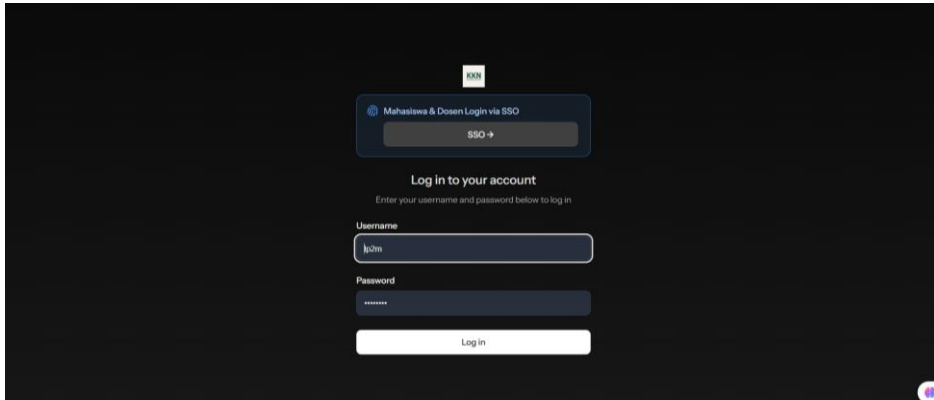 KKN
Mahasiswa & Dosen Login via SSO
SSO →
Log in to your account
Enter your username and password below to log in
Username
lp2m
Password
••••••••
Log in